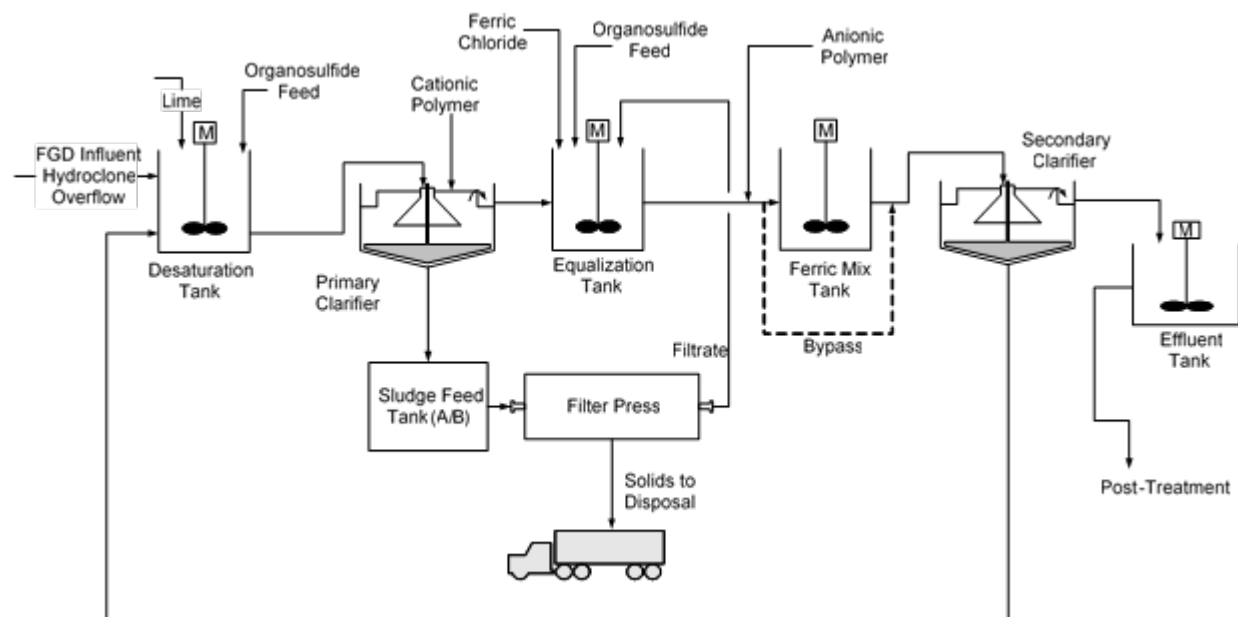 Ferric
Chloride
Organosulfide
Feed
Anionic
Polymer
Lime
Organosulfide
Feed
Cationic
Polymer
M
M
M
Secondary
Clarifier
FGD Influent
Hydroclone
Overflow
M
Desaturation
Tank
Primary
Clarifier
Equalization
Tank
Ferric Mix
Tank
Bypass
Effluent
Tank
Filtrate
Sludge Feed
Tank (A/B)
Filter Press
Solids to
Disposal
Post-Treatment